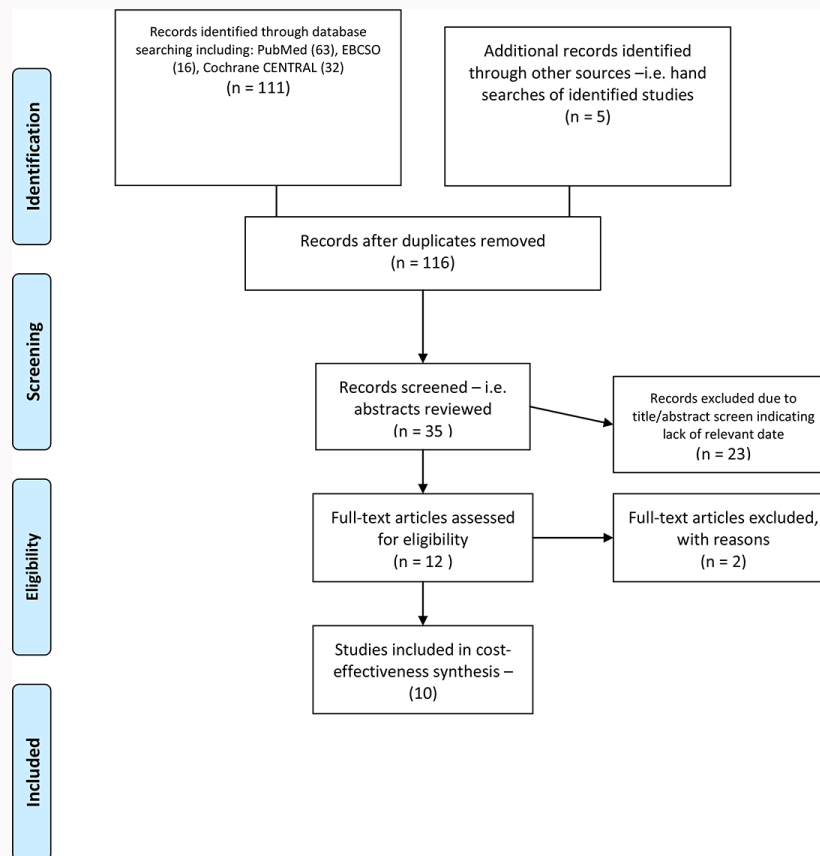 Identification
Records identified through database
searching including: PubMed (63), EBCSO
(16), Cochrane CENTRAL (32)
(n = 111)
Additional records identified
through other sources –i.e. hand
searches of identified studies
(n = 5)
Records after duplicates removed
(n = 116)
Screening
Records screened – i.e.
abstracts reviewed
(n = 35 )
Records excluded due to
title/abstract screen indicating
lack of relevant date
(n = 23)
Eligibility
Full-text articles assessed
for eligibility
(n = 12 )
Full-text articles excluded,
with reasons
(n = 2)
Studies included in cost-
effectiveness synthesis –
(10)
Included